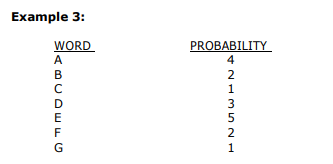 Example 3:
WORD PROBABILITY
A 4
B 2
C 1
D 3
E 5
F 2
G 1